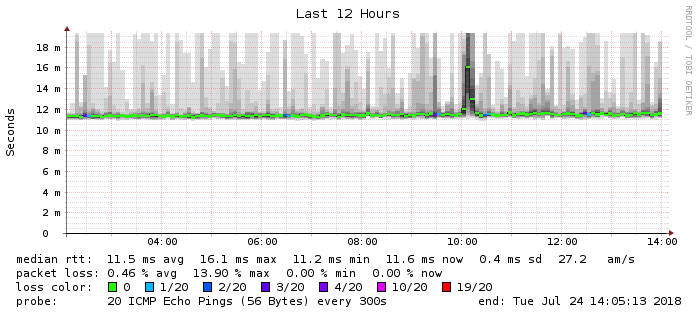 Last 12 Hours
RRDTOOL / TOBI OETIKER
Seconds
18 m
16 m
14 m
12 m
10 m
8 m
6 m
4 m
2 m
0
04:00 06:00 08:00 10:00 12:00 14:00
median rtt: 11.5 ms avg 16.1 ms max 11.2 ms min 11.6 ms now 0.4 ms sd 27.2 am/s
packet loss: 0.46 % avg 13.90 % max 0.00 % min 0.00 % now
loss color: 0 1/20 2/20 3/20 4/20 10/20 19/20
probe: 20 ICMP Echo Pings (56 Bytes) every 300s end: Tue Jul 24 14:05:13 2018